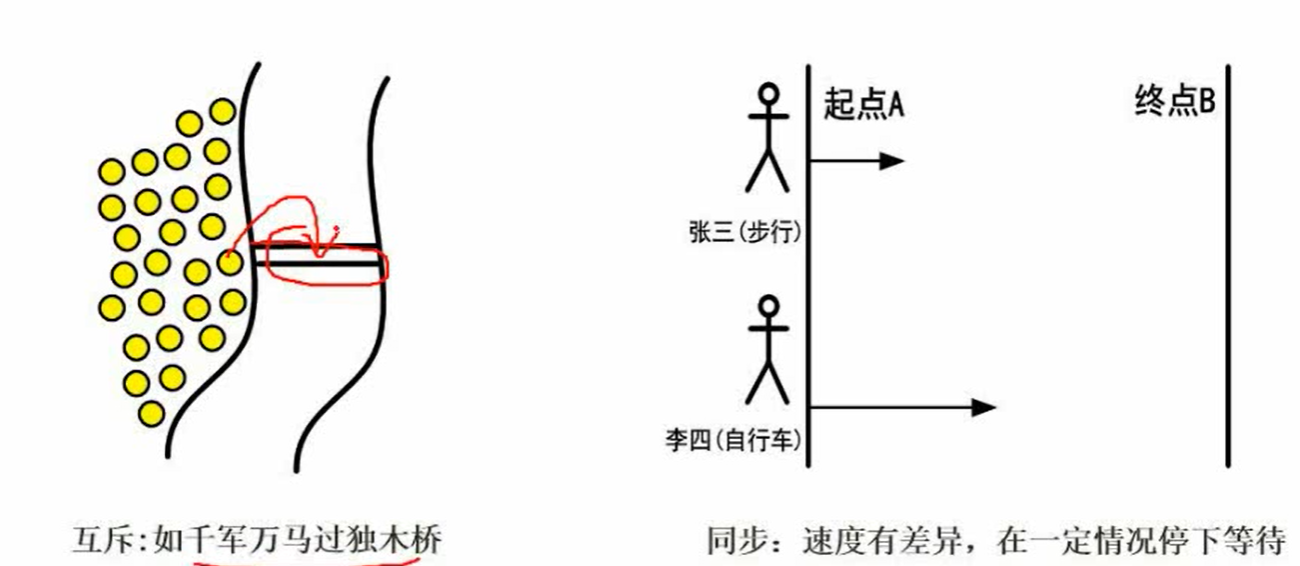 起点A
终点B
张三(步行)
李四(自行车)
互斥:如千军万马过独木桥
同步：速度有差异，在一定情况停下等待